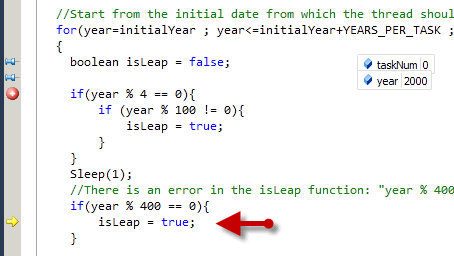 //Start from the initial date from which the thread
for(year=initialYear ; year<=initialYear+YEARS_PER_TASK ;
{
boolean isLeap = false;
taskNum 0
year 2000
if(year % 4 == 0){
if (year % 100 != 0){
isLeap = true;
}
}
Sleep(1);
//There is an error in the isLeap function: "year % 400
if(year % 400 == 0){
isLeap = true;
}